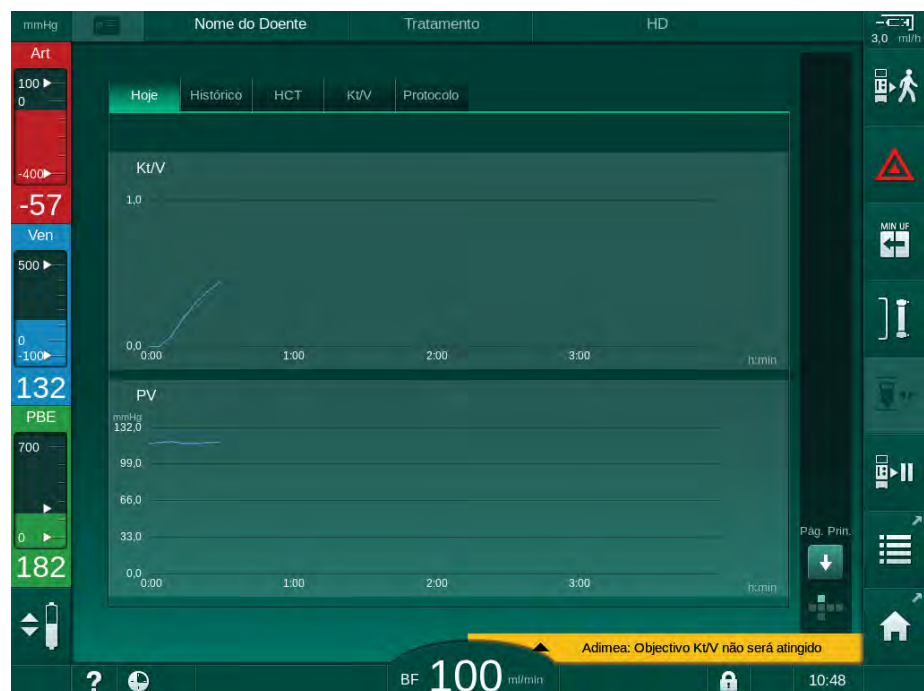 mmHg
Nome do Doente
Tratamento
HD
3,0 ml/h
Art
100
0
-400
-57
Ven
500
0
-100
132
PBE
700
0
182
Hoje
Histórico
HCT
Kt/V
Protocolo
Kt/V
1,0
0,0
0:00
1:00
2:00
3:00
h:min
PV
mmHg
132,0
99,0
66,0
33,0
0,0
0:00
1:00
2:00
3:00
h:min
Pág. Prin.
MIN UF
Adimea: Objectivo Kt/V não será atingido
?
BF 100 ml/min
10:48